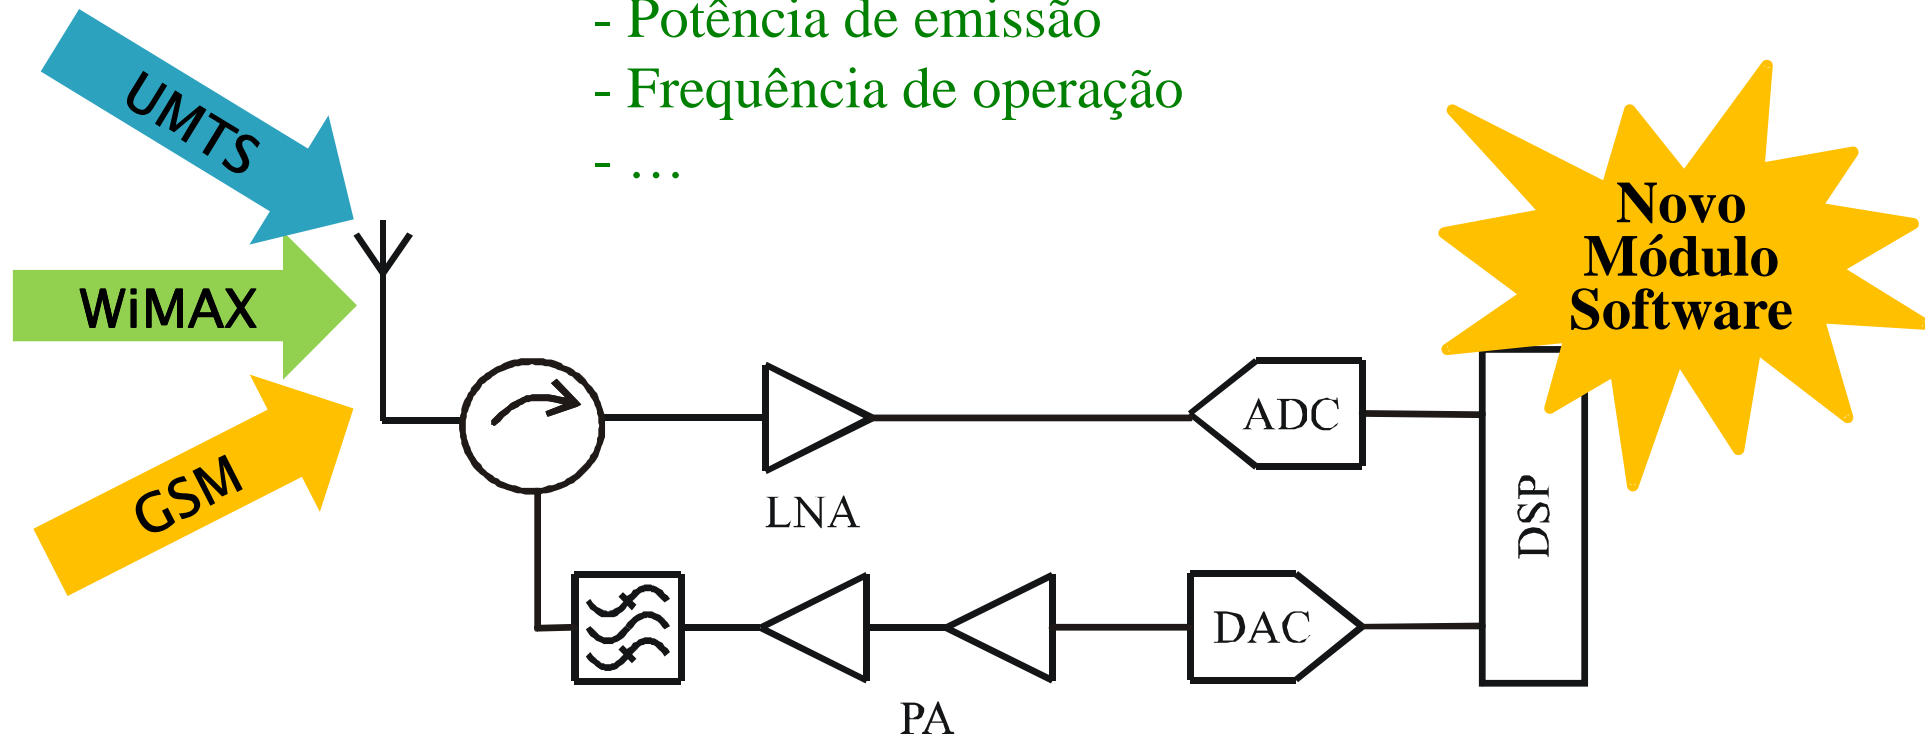 - Potência de emissão
- Frequência de operação
- …
UMTS
WiMAX
GSM
Novo
Módulo
Software
ADC
LNA
DSP
DAC
PA